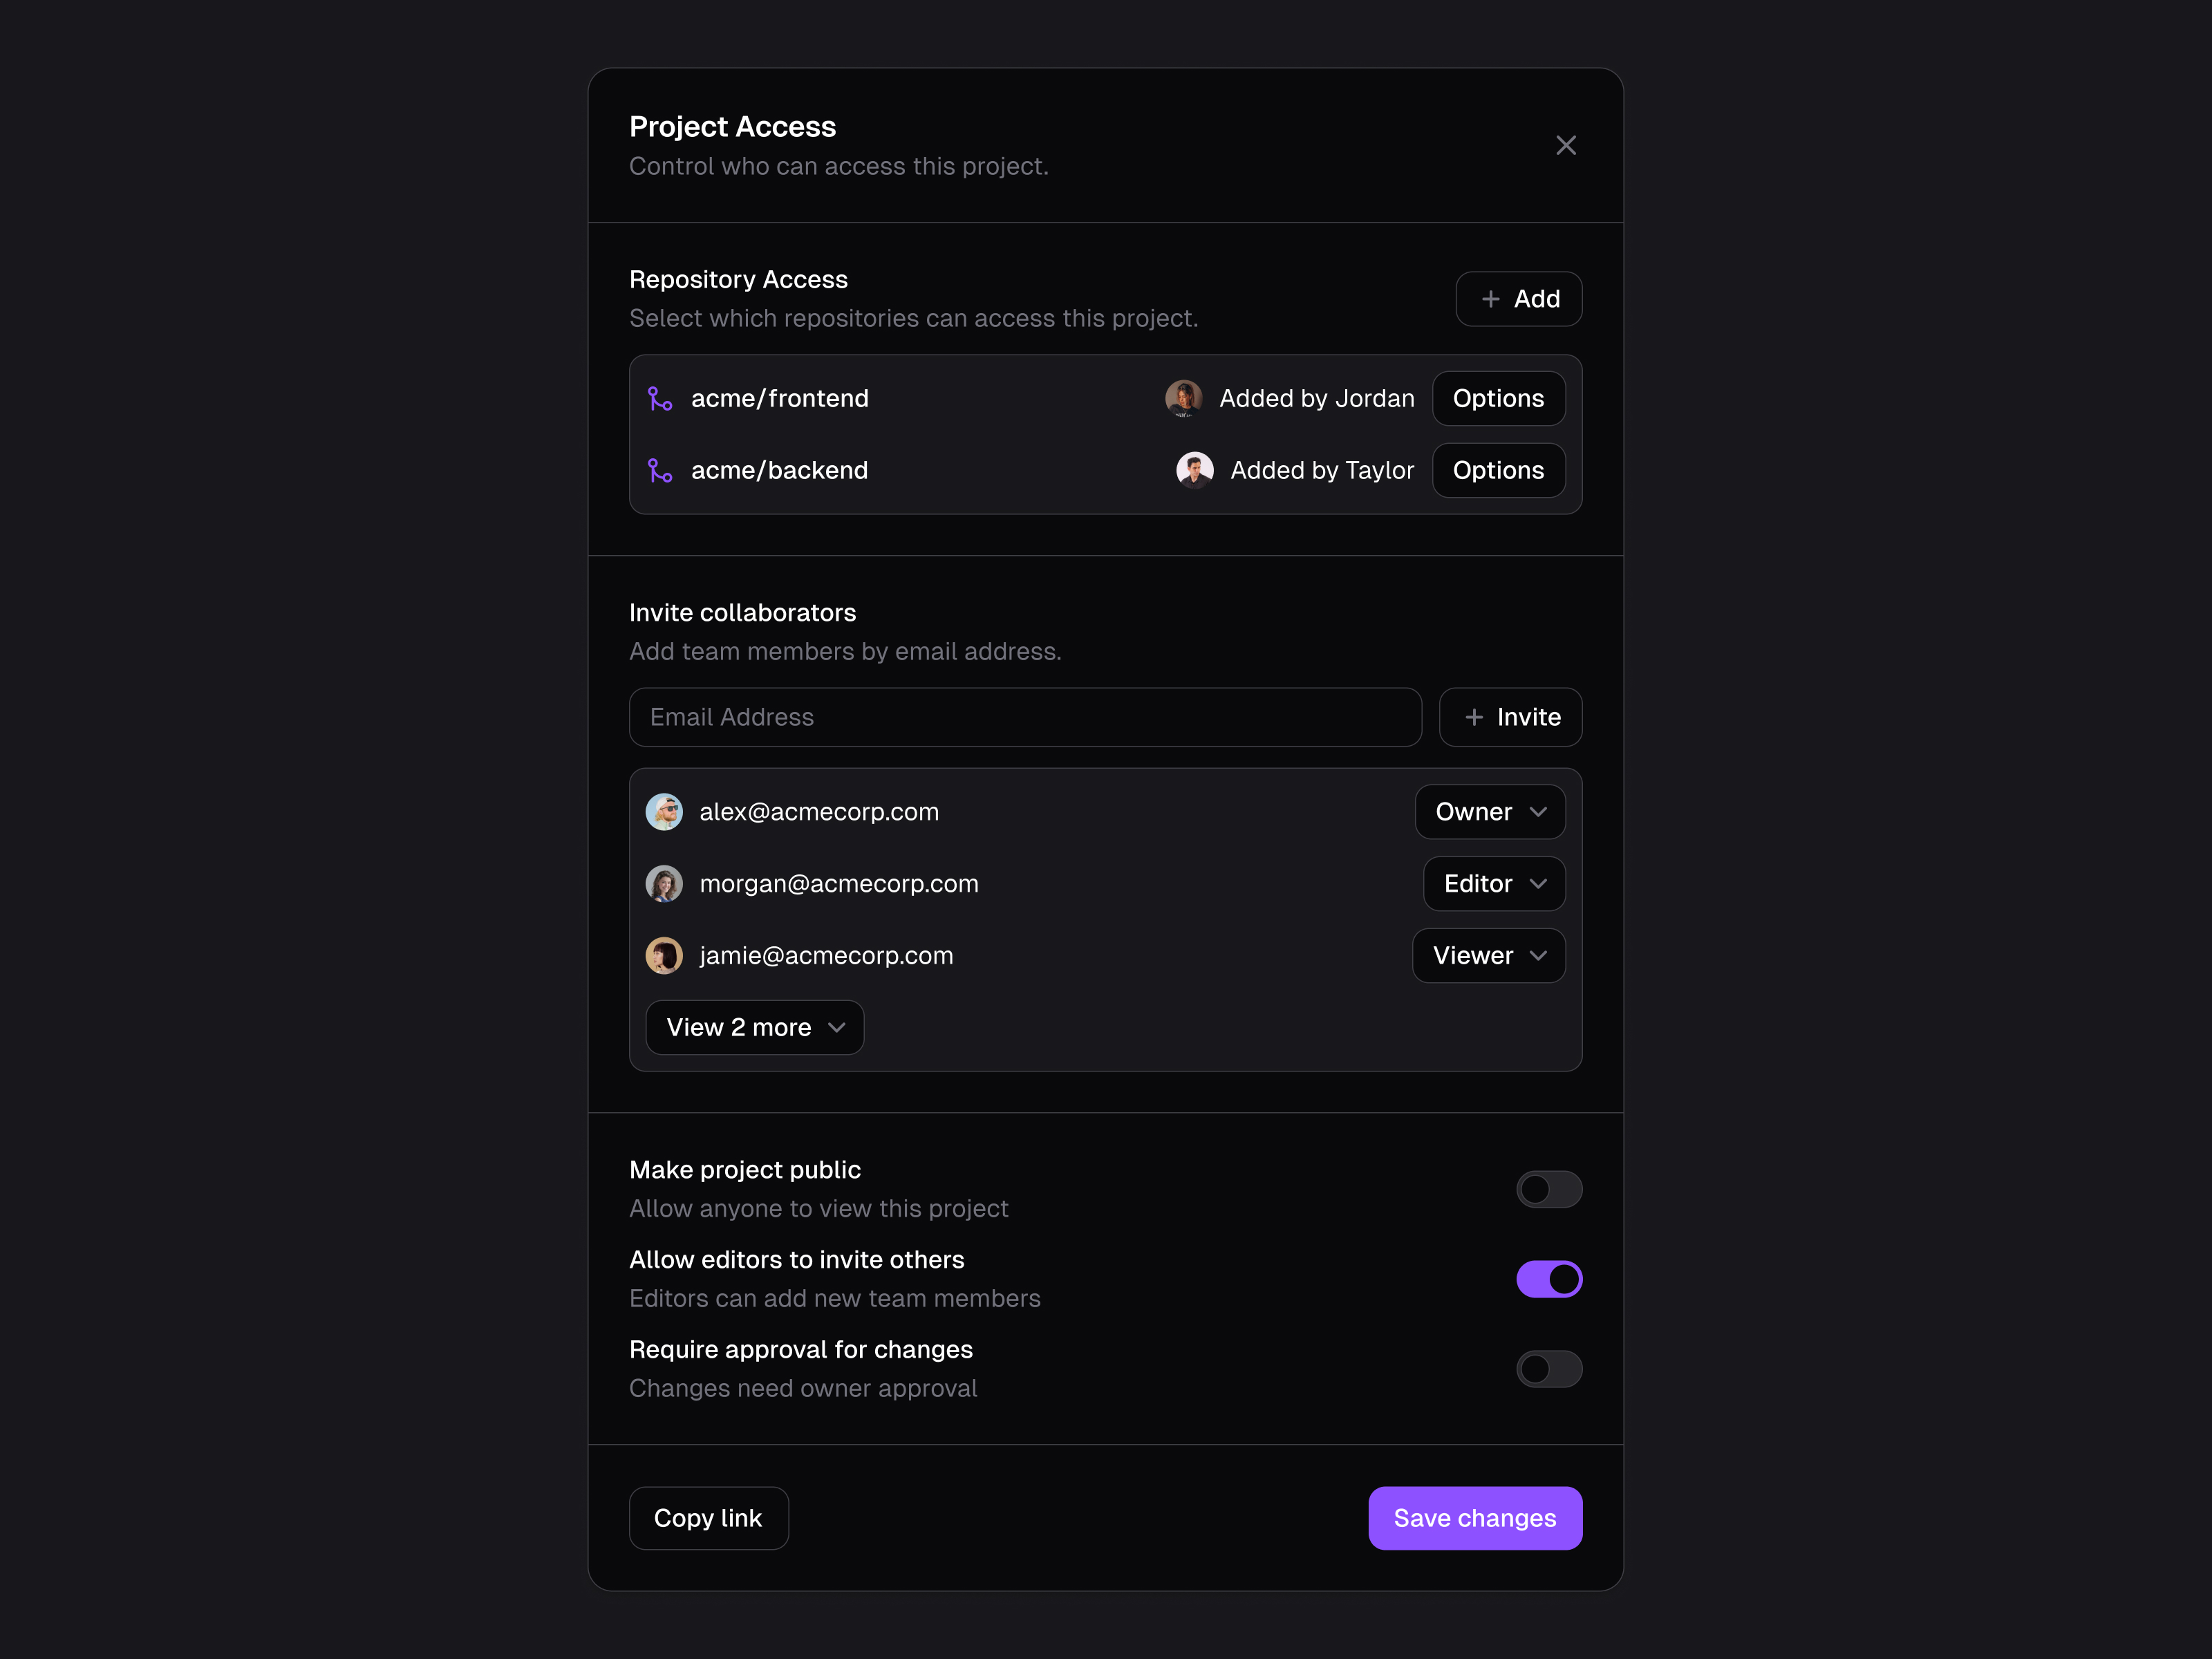 Project Access
Control who can access this project.
Repository Access
Select which repositories can access this project.
Add
acme/frontend
Added by Jordan
Options
acme/backend
Added by Taylor
Options
Invite collaborators
Add team members by email address.
Email Address
Invite
alex@acmecorp.com
Owner
morgan@acmecorp.com
Editor
jamie@acmecorp.com
Viewer
View 2 more
Make project public
Allow anyone to view this project
Allow editors to invite others
Editors can add new team members
Require approval for changes
Changes need owner approval
Copy link
Save changes